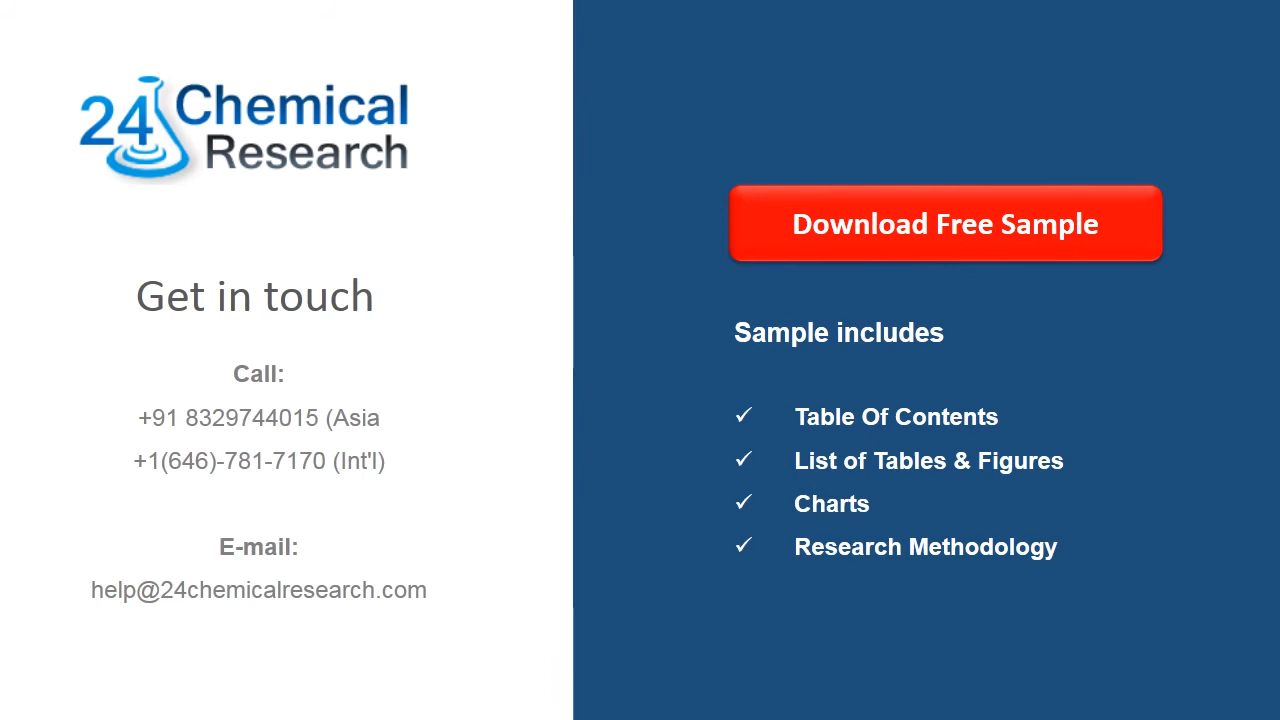 24 Chemical
Research
Get in touch
Call:
+91 8329744015 (Asia
+1(646)-781-7170 (Int'l)
E-mail:
help@24chemicalresearch.com
Download Free Sample
Sample includes
✓ Table Of Contents
✓ List of Tables & Figures
✓ Charts
✓ Research Methodology